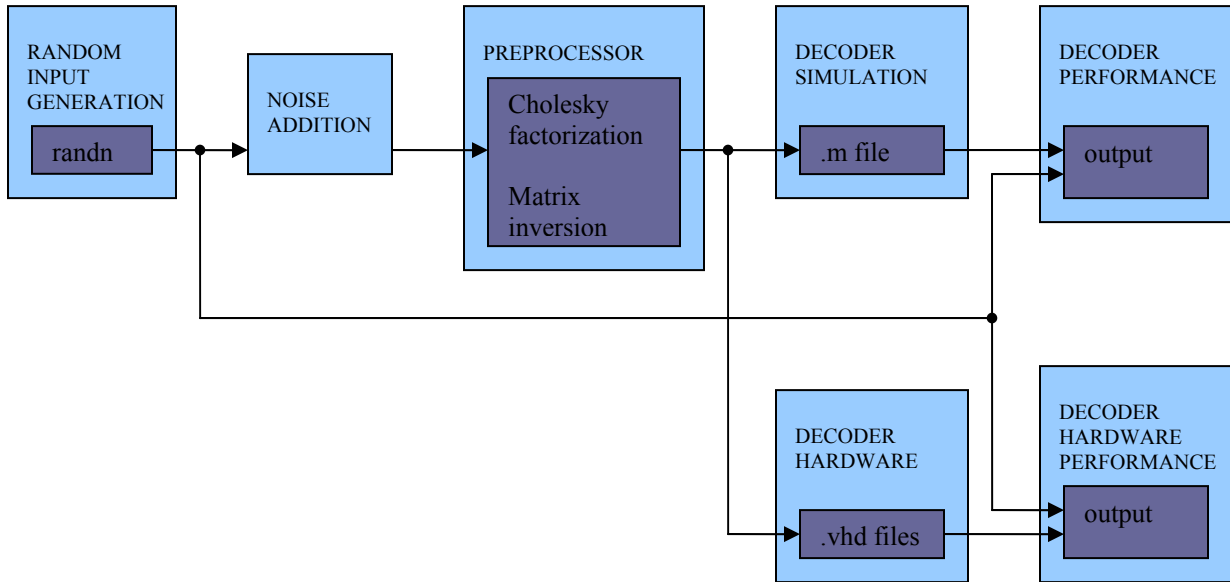 RANDOM
INPUT
GENERATION
randn
NOISE
ADDITION
PREPROCESSOR
Cholesky
factorization
Matrix
inversion
DECODER
SIMULATION
.m file
DECODER
PERFORMANCE
output
DECODER
HARDWARE
.vhd files
DECODER
HARDWARE
PERFORMANCE
output